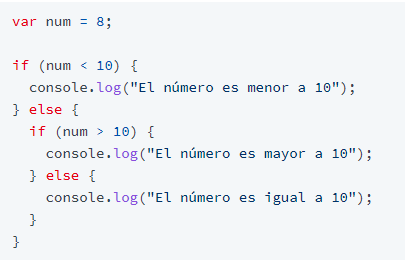 var num = 8;

if (num < 10) {
  console.log("El número es menor a 10");
} else {
  if (num > 10) {
    console.log("El número es mayor a 10");
  } else {
    console.log("El número es igual a 10");
  }
}